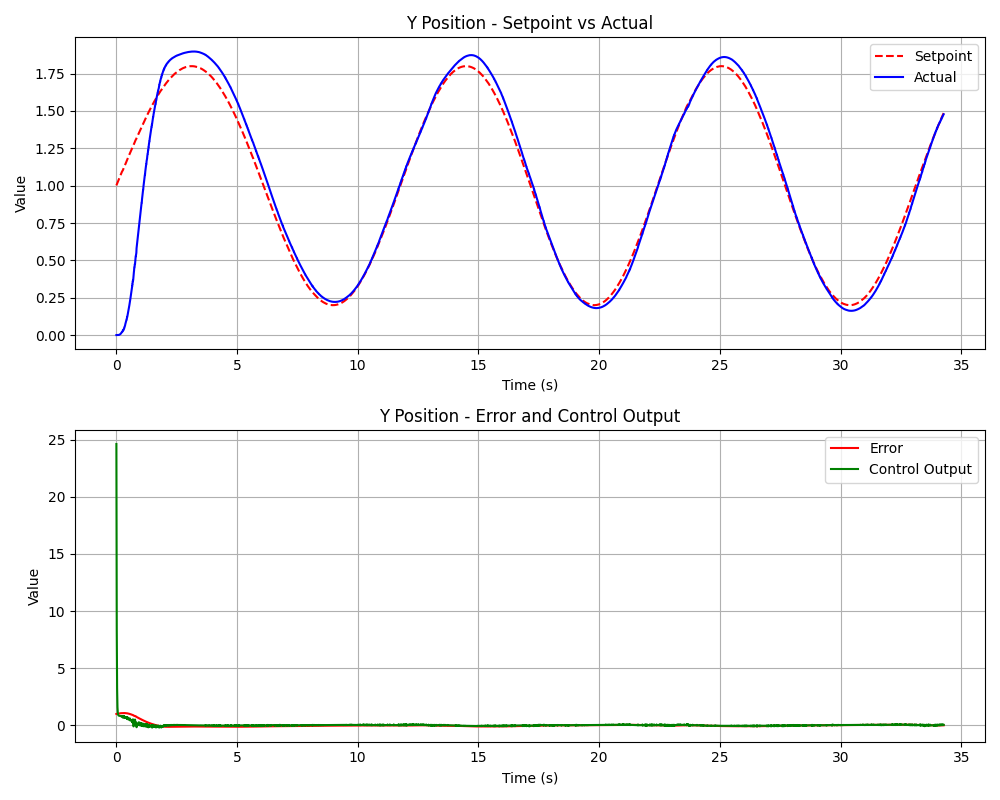 Y Position - Setpoint vs Actual
Setpoint
Actual
Value
1.75
1.50
1.25
1.00
0.75
0.50
0.25
0.00
0 5 10 15 20 25 30 35
Time (s)
Y Position - Error and Control Output
Error
Control Output
Value
25
20
15
10
5
0
0 5 10 15 20 25 30 35
Time (s)